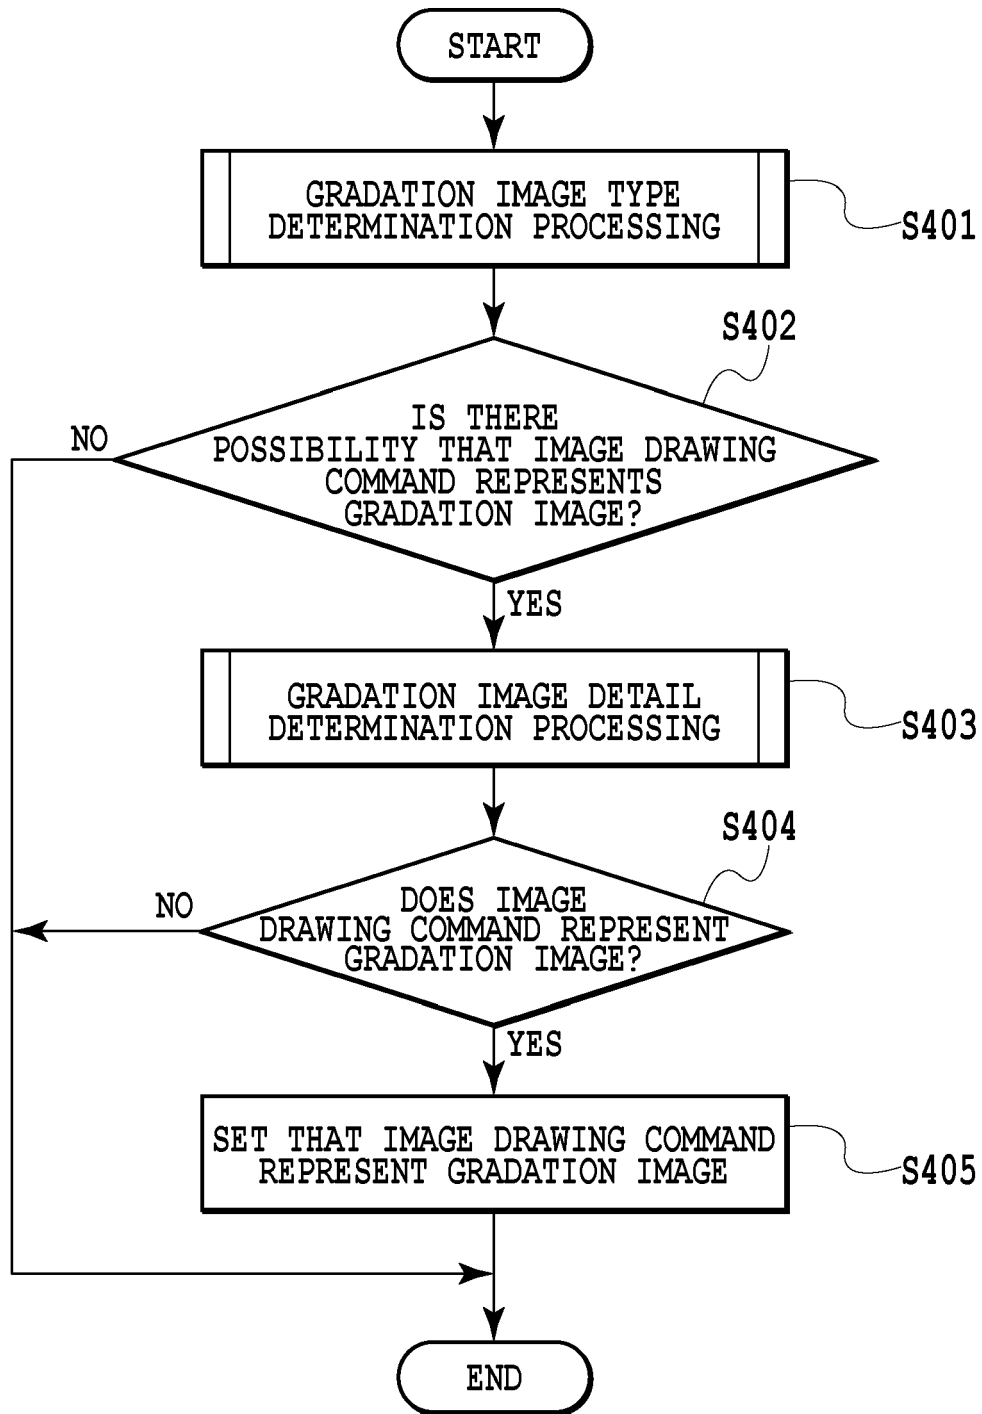 START
GRADATION IMAGE TYPE
DETERMINATION PROCESSING
S401
S402
IS THERE
POSSIBILITY THAT IMAGE DRAWING
COMMAND REPRESENTS
GRADATION IMAGE?
NO
YES
GRADATION IMAGE DETAIL
DETERMINATION PROCESSING
S403
S404
DOES IMAGE
DRAWING COMMAND REPRESENT
GRADATION IMAGE?
NO
YES
SET THAT IMAGE DRAWING COMMAND
REPRESENT GRADATION IMAGE
S405
END